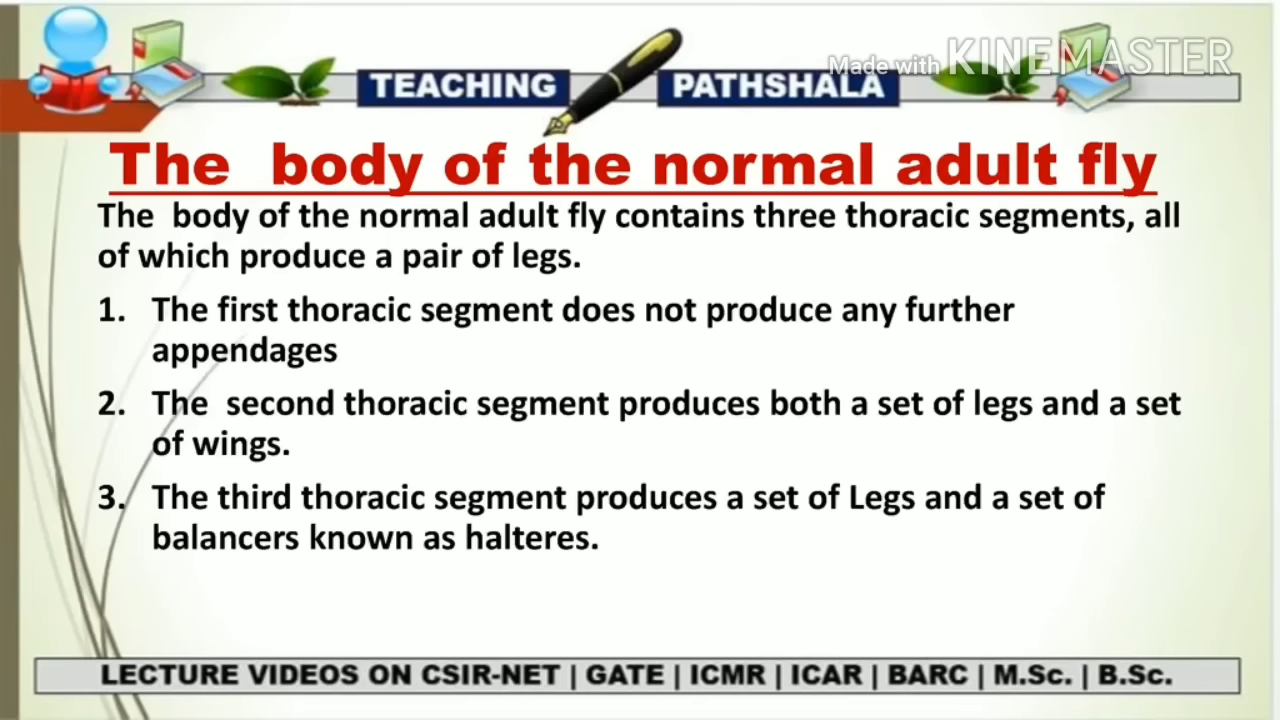 Made with KINEMASTER
TEACHING PATHSHALA
The body of the normal adult fly
The body of the normal adult fly contains three thoracic segments, all
of which produce a pair of legs.
1. The first thoracic segment does not produce any further
appendages
2. The second thoracic segment produces both a set of legs and a set
of wings.
3. The third thoracic segment produces a set of Legs and a set of
balancers known as halteres.
LECTURE VIDEOS ON CSIR-NET | GATE | ICMR | ICAR | BARC | M.Sc. | B.Sc.